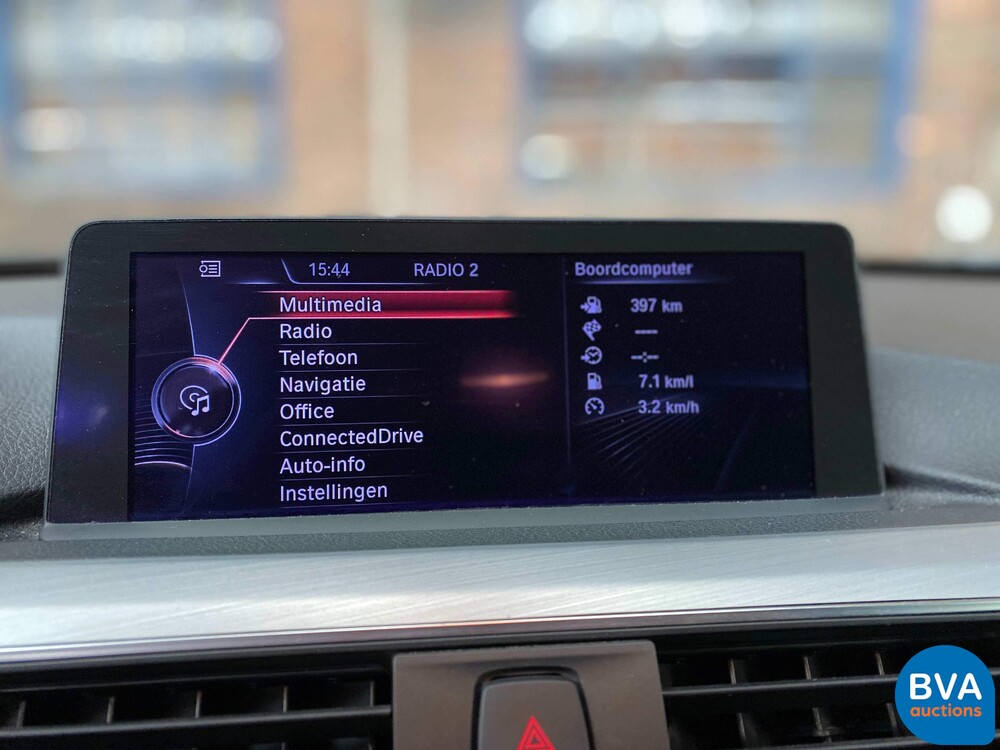 15:44 RADIO 2
Multimedia
Radio
Telefoon
Navigatie
Office
ConnectedDrive
Auto-info
Instellingen
Boordcomputer
397 km
----
--:--
7.1 km/l
3.2 km/h
BVA
auctions